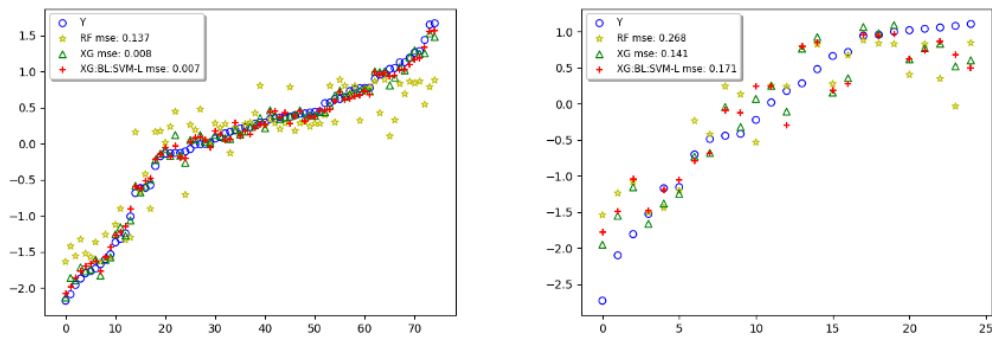 Y
RF mse: 0.137
XG mse: 0.008
XG:BL:SVM-L mse: 0.007
1.5
1.0
0.5
0.0
−0.5
−1.0
−1.5
−2.0
0 10 20 30 40 50 60 70
Y
RF mse: 0.268
XG mse: 0.141
XG:BL:SVM-L mse: 0.171
1.0
0.5
0.0
−0.5
−1.0
−1.5
−2.0
−2.5
0 5 10 15 20 25